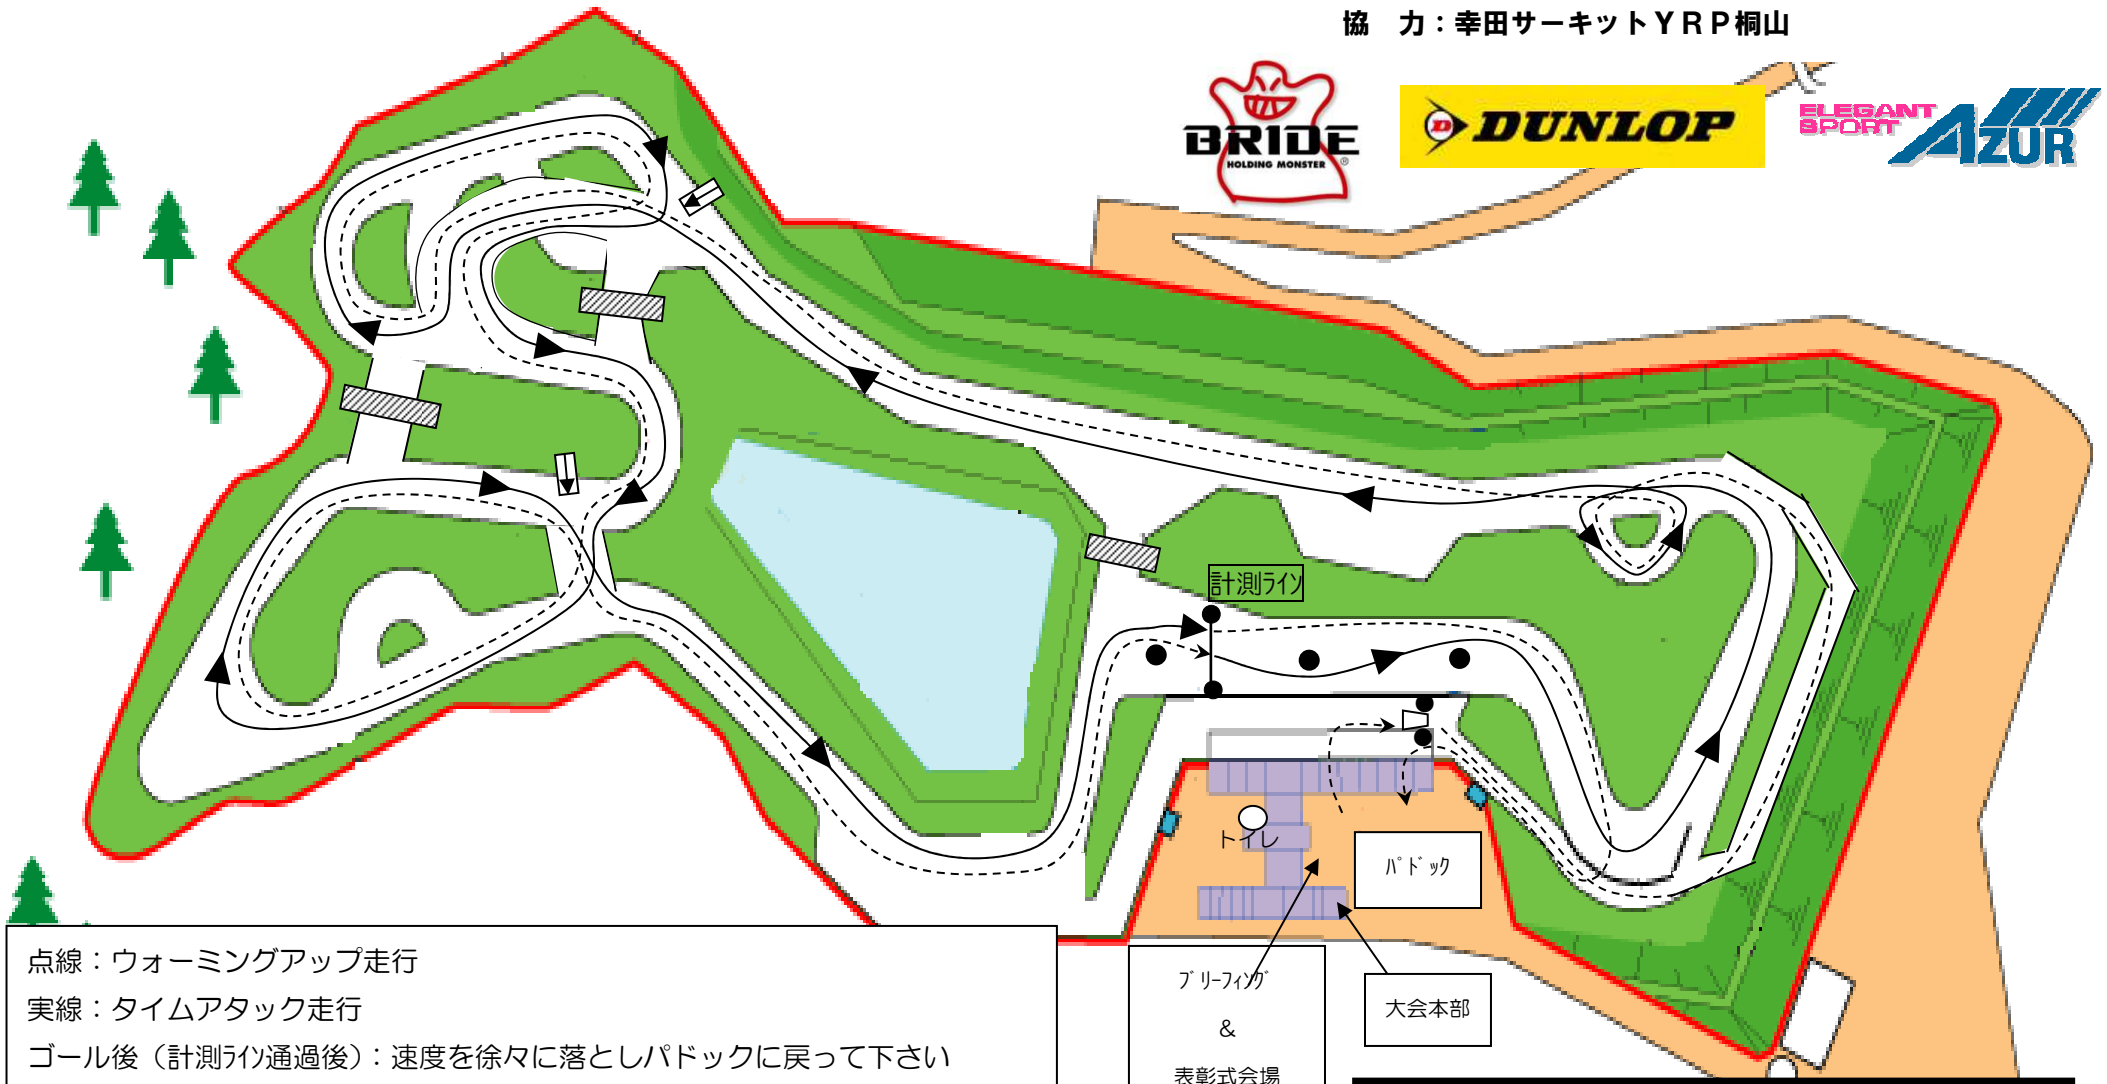 協　力：幸田サーキットＹＲＰ桐山
BRIDE
HOLDING MONSTER
®
D DUNLOP
ELEGANT
SPORT
AZUR
計測ﾗｲﾝ
トイレ
ﾊﾟﾄﾞｯｸ
ﾌﾞﾘｰﾌｨﾝｸﾞ
&
表彰式会場
大会本部
点線：ウォーミングアップ走行
実線：タイムアタック走行
ゴール後（計測ﾗｲﾝ通過後）：速度を徐々に落としパドックに戻って下さい